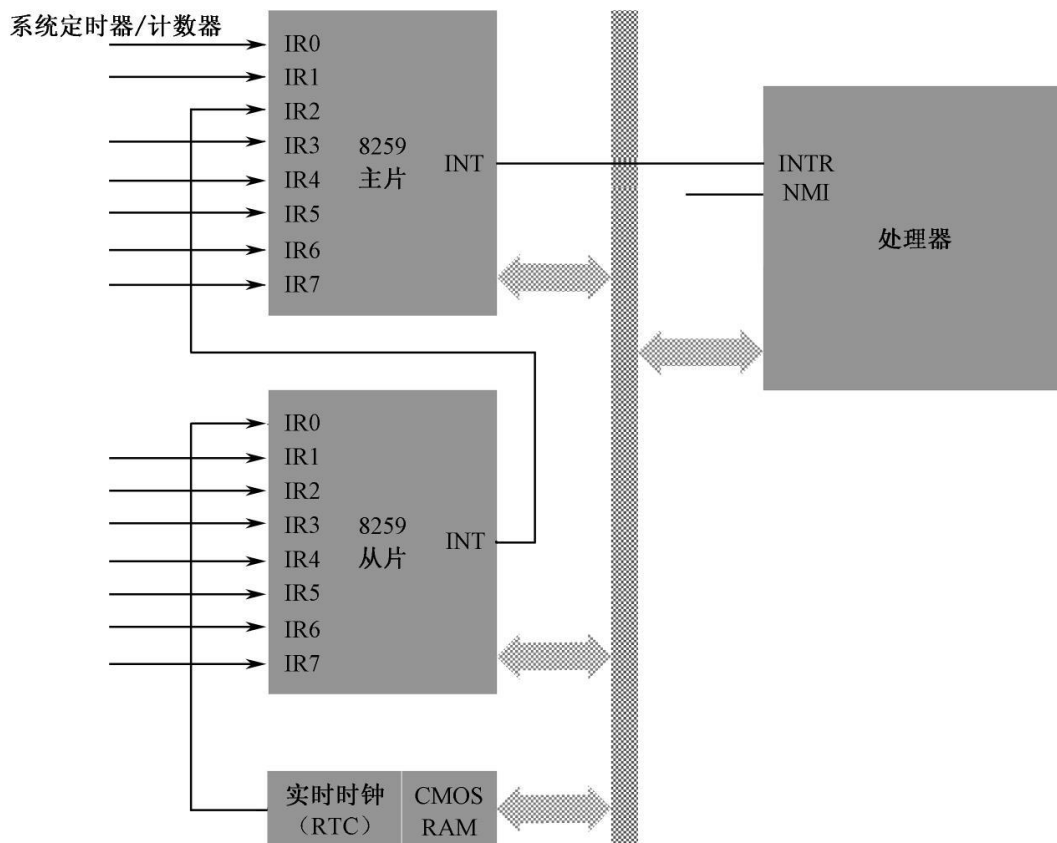 系统定时器/计数器
IR0
IR1
IR2
IR3
IR4
IR5
IR6
IR7
8259
主片
INT
INTR
NMI
处理器
IR0
IR1
IR2
IR3
IR4
IR5
IR6
IR7
8259
从片
INT
实时时钟
（RTC）
CMOS
RAM